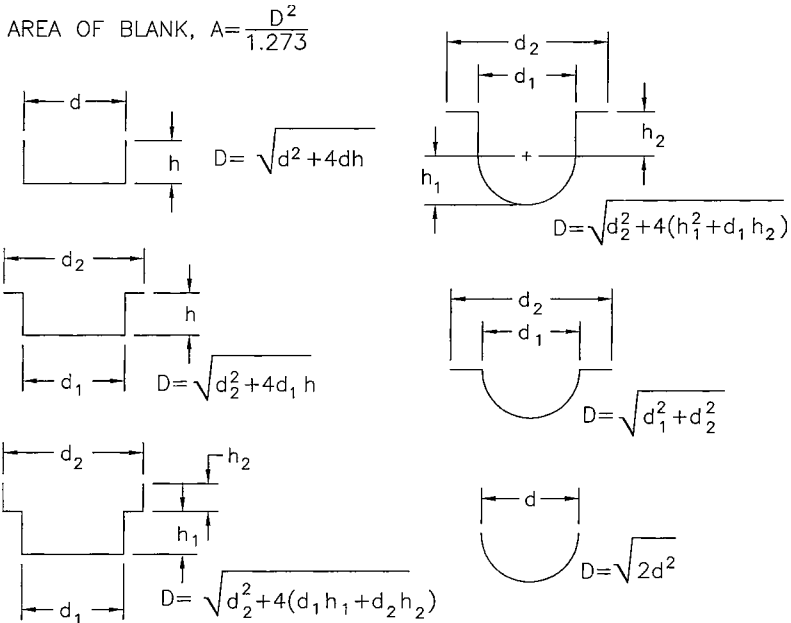 AREA OF BLANK, A=D²/1.273
d
h
D= √d²+4dh
d₂
h
d₁
D= √d₂²+4d₁h
d₂
h₂
h₁
d₁
D= √d₂²+4(d₁h₁+d₂h₂)
d₂
d₁
h₂
+
h₁
D=√d₂²+4(h₁²+d₁h₂)
d₂
d₁
D=√d₁²+d₂²
d
D=√2d²